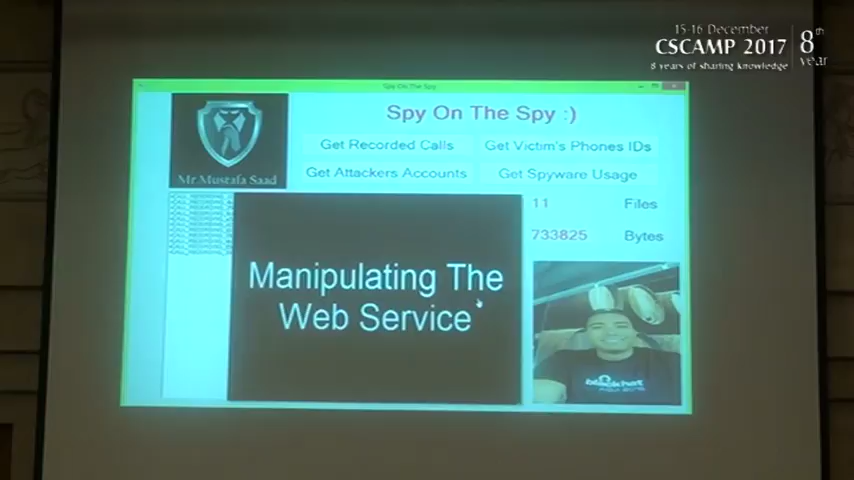 15-16 December
CSCAMP 2017
8 years of sharing knowledge
8th
year
Spy On The Spy
Spy On The Spy :)
Mr.Mustafa Saad
Get Recorded Calls
Get Victim's Phones IDs
Get Attackers Accounts
Get Spyware Usage
11
Files
733825
Bytes
Manipulating The
Web Service
blackhat